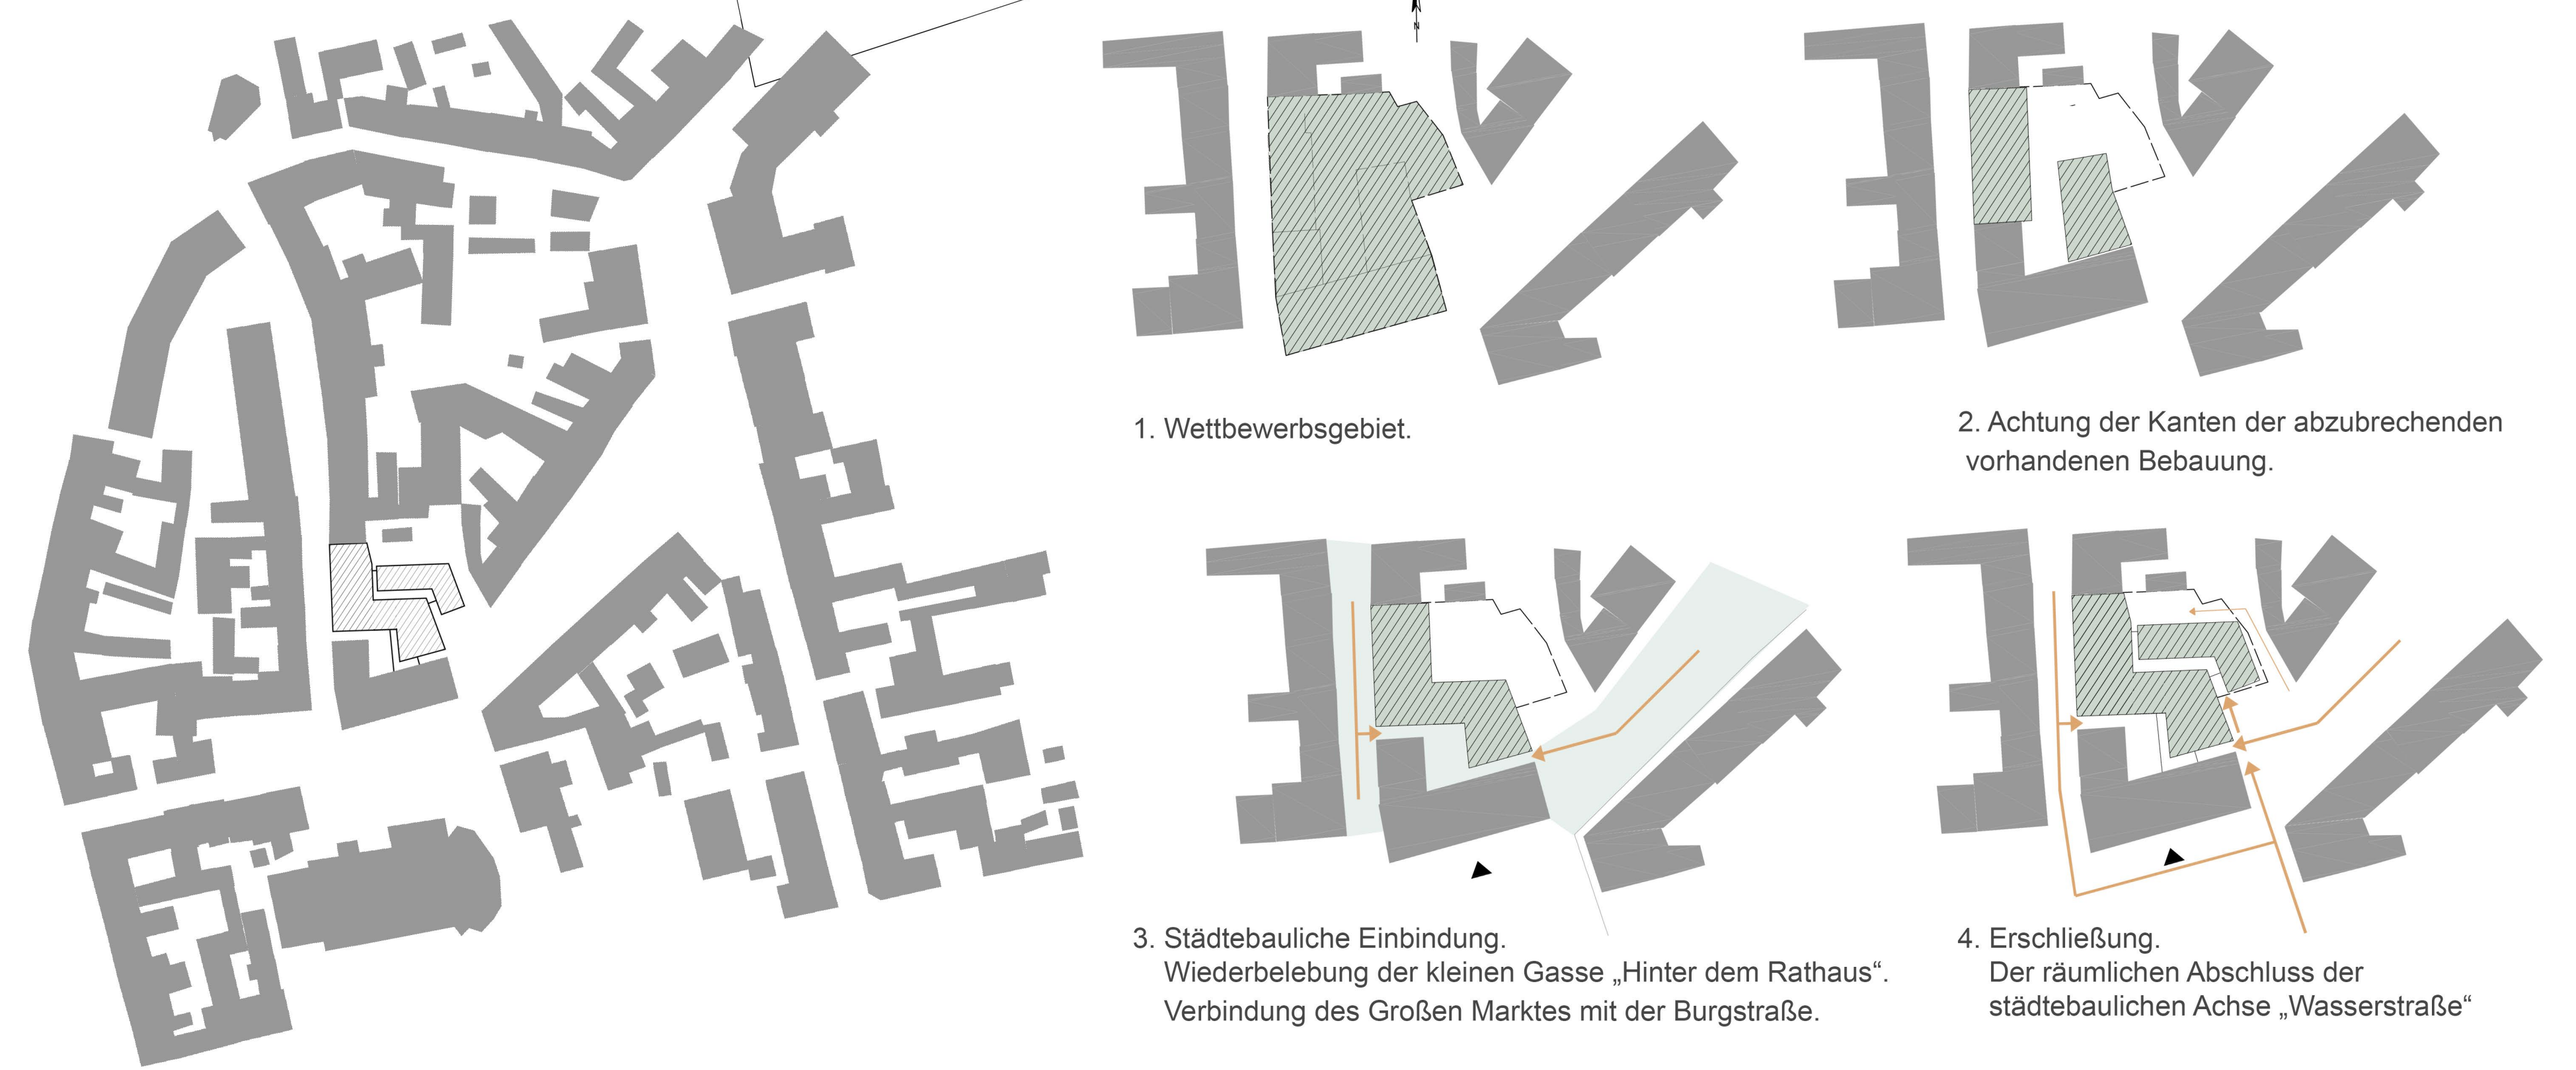 N
1. Wettbewerbsgebiet.
2. Achtung der Kanten der abzubrechenden
vorhandenen Bebauung.
3. Städtebauliche Einbindung.
Wiederbelebung der kleinen Gasse „Hinter dem Rathaus“.
Verbindung des Großen Marktes mit der Burgstraße.
4. Erschließung.
Der räumlichen Abschluss der
städtebaulichen Achse „Wasserstraße“